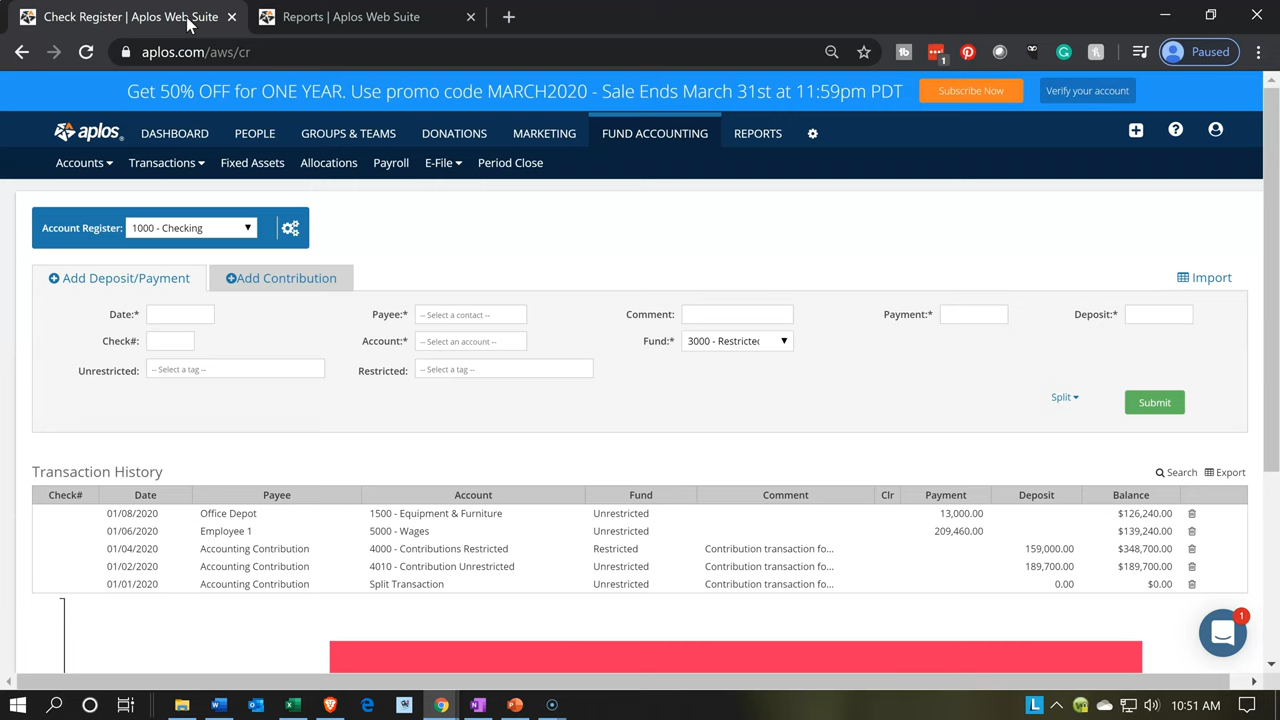 Check Register | Aplos Web Suite
Reports | Aplos Web Suite
aplos.com/aws/cr
1
Paused
Get 50% OFF for ONE YEAR. Use promo code MARCH2020 - Sale Ends March 31st at 11:59pm PDT
Subscribe Now
Verify your account
aplos
DASHBOARD PEOPLE GROUPS & TEAMS DONATIONS MARKETING FUND ACCOUNTING REPORTS
Accounts Transactions Fixed Assets Allocations Payroll E-File Period Close
Account Register: 1000 - Checking
Add Deposit/Payment Add Contribution Import
Date:* Payee:* -- Select a contact -- Comment: Payment:* Deposit:*
Check#: Account:* -- Select an account -- Fund:* 3000 - Restricted
Unrestricted: -- Select a tag -- Restricted: -- Select a tag --
Split Submit
Transaction History Search Export
Check# Date Payee Account Fund Comment Clr Payment Deposit Balance
01/08/2020 Office Depot 1500 - Equipment & Furniture Unrestricted 13,000.00 $126,240.00
01/06/2020 Employee 1 5000 - Wages Unrestricted 209,460.00 $139,240.00
01/04/2020 Accounting Contribution 4000 - Contributions Restricted Restricted Contribution transaction fo... 159,000.00 $348,700.00
01/02/2020 Accounting Contribution 4010 - Contribution Unrestricted Unrestricted Contribution transaction fo... 189,700.00 $189,700.00
01/01/2020 Accounting Contribution Split Transaction Unrestricted Contribution transaction fo... 0.00 $0.00
1
10:51 AM